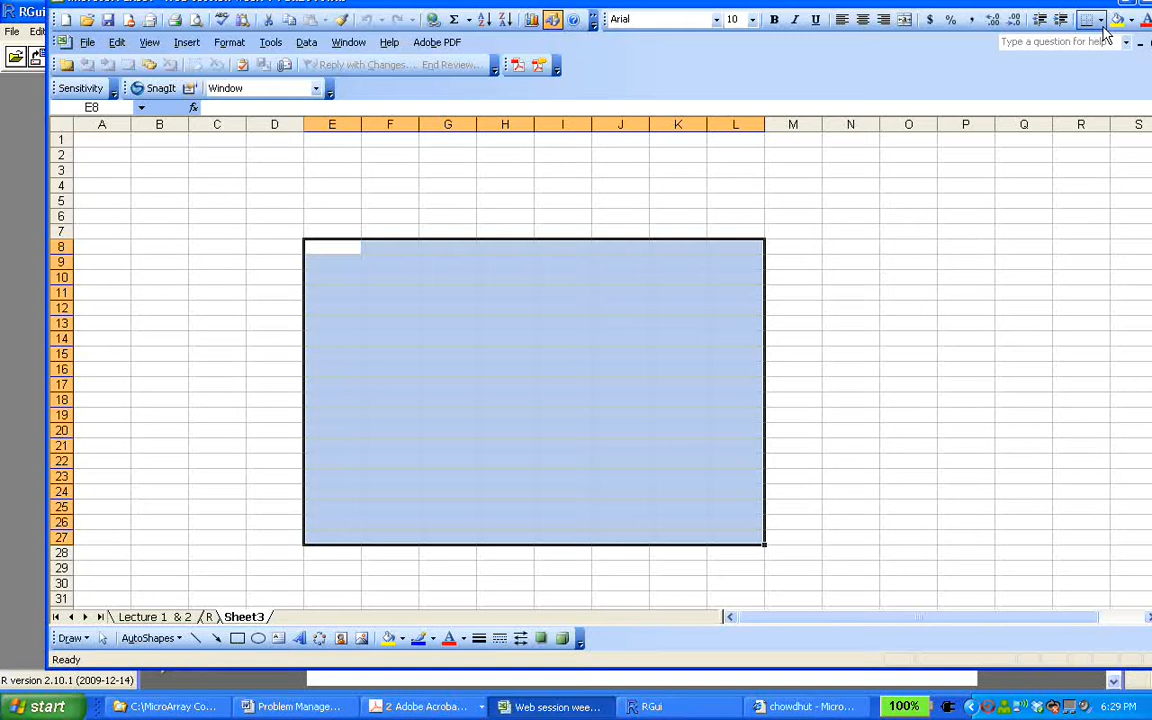 RGui
File
Edi
Arial
10
B I U
$ % ,
File Edit View Insert Format Tools Data Window Help Adobe PDF
Type a question for help
Reply with Changes... End Review...
Sensitivity
SnagIt
Window
E8
fx
A B C D E F G H I J K L M N O P Q R S
1
2
3
4
5
6
7
8
9
10
11
12
13
14
15
16
17
18
19
20
21
22
23
24
25
26
27
28
29
30
31
Lecture 1 & 2 / R / Sheet3
Draw AutoShapes
Ready
R version 2.10.1 (2009-12-14)
start
C:\MicroArray Co...
Problem Manage...
2 Adobe Acroba...
Web session wee...
RGui
chowdhut - Micro...
100%
6:29 PM